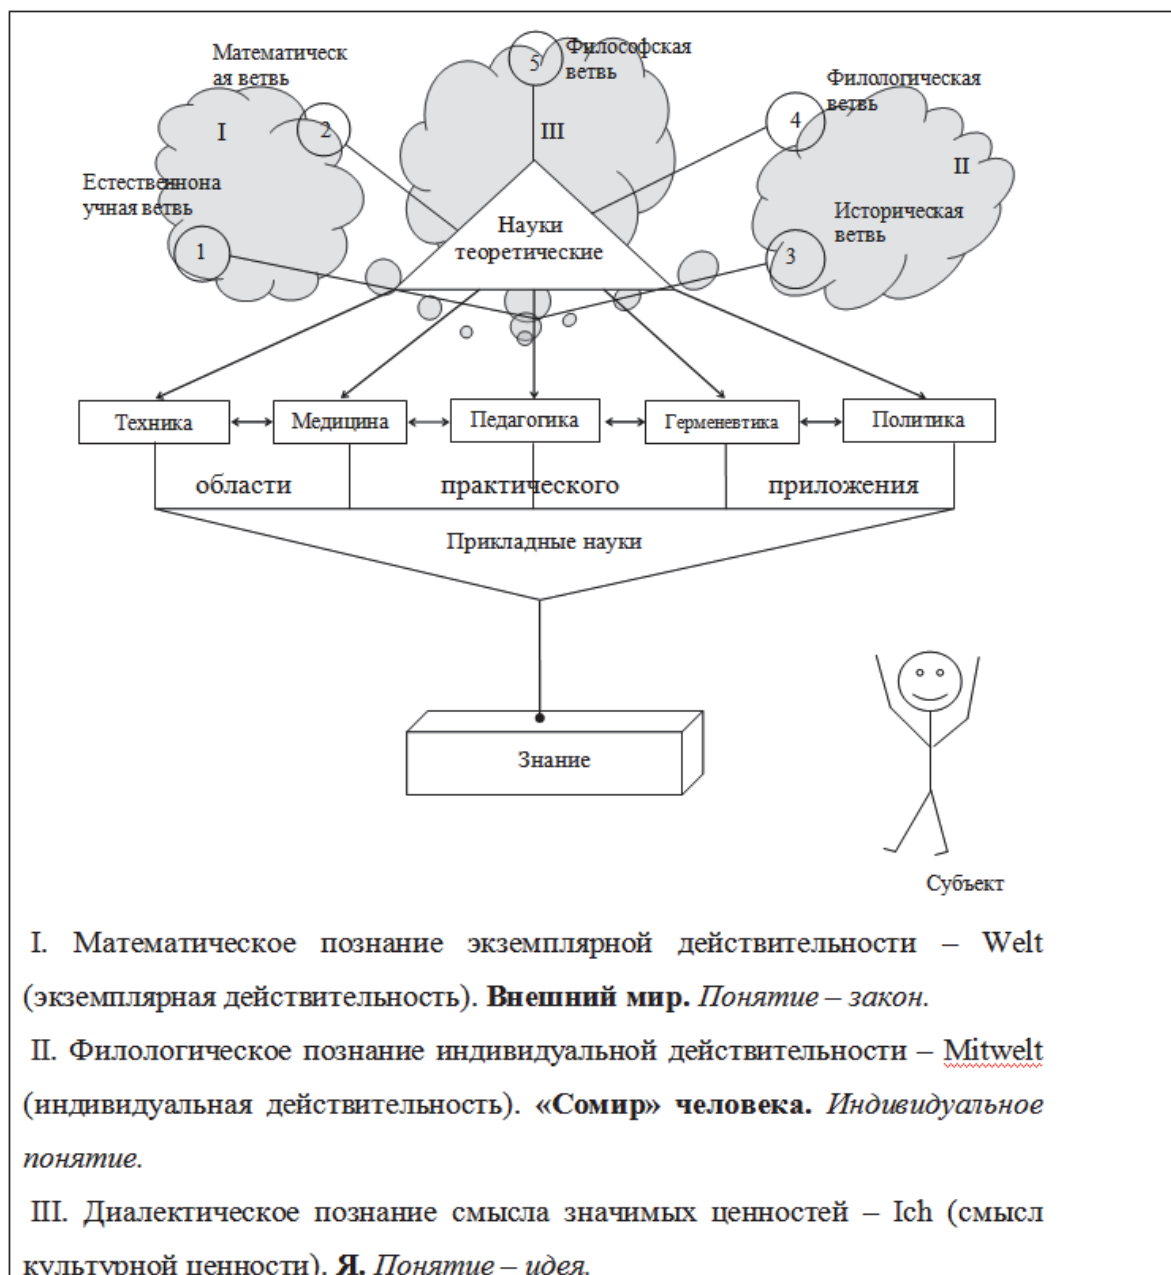 Математическ
ая ветвь
5
Философская
ветвь
Филологическая
ветвь
I
2
III
4
II
Естественнона
учная ветвь
Историческая
ветвь
1
3
Науки
теоретические
Техника
Медицина
Педагогика
Герменевтика
Политика
области практического приложения
Прикладные науки
Знание
Субъект
I. Математическое познание экземплярной действительности – Welt
(экземплярная действительность). Внешний мир. Понятие – закон.
II. Филологическое познание индивидуальной действительности – Mitwelt
(индивидуальная действительность). «Сомир» человека. Индивидуальное
понятие.
III. Диалектическое познание смысла значимых ценностей – Ich (смысл
культурной ценности). Я. Понятие – идея.